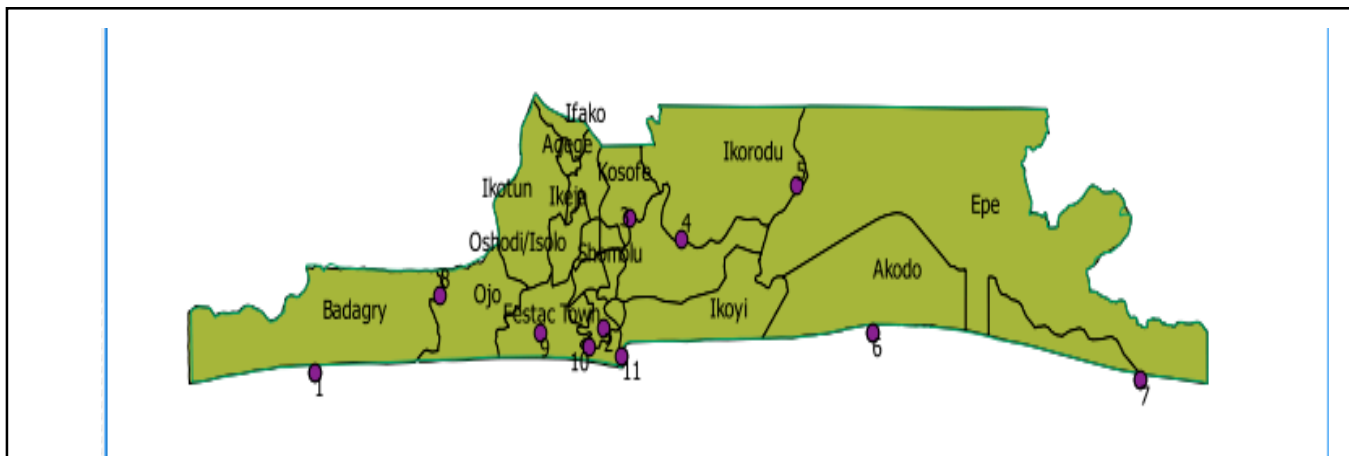 Ifako
Agege
Ikorodu
Kosofe
5
Ikotun
Ikeja
Epe
3
4
Oshodi/Isolo
Shomolu
Akodo
8
Ojo
Badagry
Festac Town
Ikoyi
2
9
10
11
6
1
7